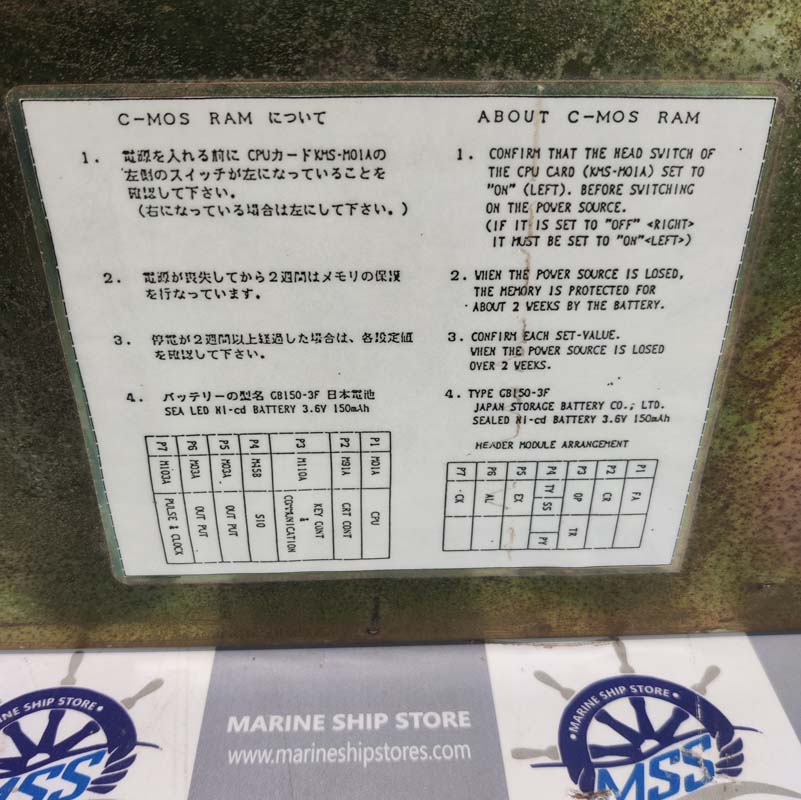 C-MOS RAM について
1. 電源を入れる前に CPUカードKMS-M01Aの
左側のスイッチが左になっていることを
確認して下さい。
(右になっている場合は左にして下さい。)
2. 電源が喪失してから2週間はメモリの保護
を行なっています。
3. 停電が2週間以上経過した場合は、各設定値
を確認して下さい。
4. バッテリーの型名 GB150-3F 日本電池
SEA LED Ni-cd BATTERY 3.6V 150mAh
P7 P6 P5 P4 P3 P2 P1
M103A M03A M03A M45B M110A M91A M01A
PULSE & CLOCK OUT PUT OUT PUT SIO KEY CONT & COMMUNICATION CRT CONT CPU
ABOUT C-MOS RAM
1. CONFIRM THAT THE HEAD SWITCH OF
THE CPU CARD (KMS-M01A) SET TO
"ON" (LEFT). BEFORE SWITCHING
ON THE POWER SOURCE.
(IF IT IS SET TO "OFF" <RIGHT>
IT MUST BE SET TO "ON"<LEFT>)
2. WHEN THE POWER SOURCE IS LOSED,
THE MEMORY IS PROTECTED FOR
ABOUT 2 WEEKS BY THE BATTERY.
3. CONFIRM EACH SET-VALUE.
WHEN THE POWER SOURCE IS LOSED
OVER 2 WEEKS.
4. TYPE GB150-3F
JAPAN STORAGE BATTERY CO.; LTD.
SEALED Ni-cd BATTERY 3.6V 150mAh
HEADER MODULE ARRANGEMENT
P7 P6 P5 P4 P3 P2 P1
CK AL EX TY SS OP CR FA
PY TR
MARINE SHIP STORE
www.marineshipstores.com
MARINE SHIP STORE
MSS
MARINE SHIP STORE
MSS